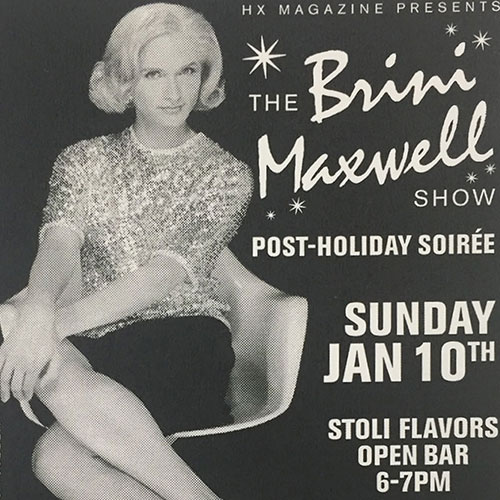 HX MAGAZINE PRESENTS
THE Brini
Maxwell
SHOW
POST-HOLIDAY SOIRÉE
SUNDAY
JAN 10TH
STOLI FLAVORS
OPEN BAR
6-7PM